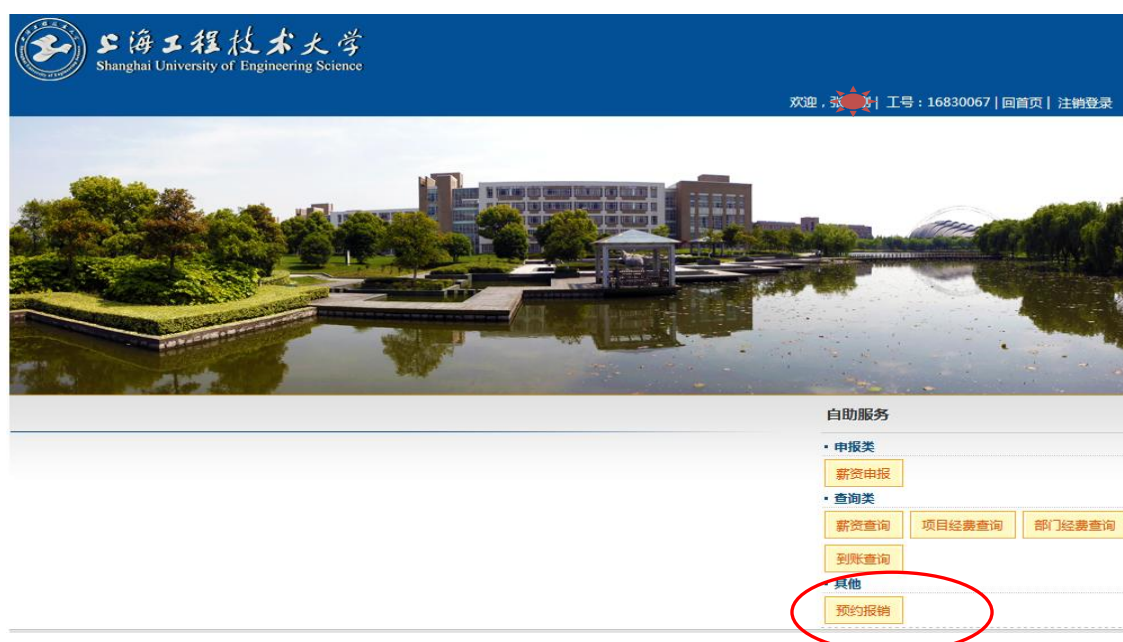 上海工程技术大学
Shanghai University of Engineering Science
欢迎，张 | 工号：16830067 | 回首页 | 注销登录
自助服务
▪ 申报类
薪资申报
▪ 查询类
薪资查询 项目经费查询 部门经费查询
到账查询
▪ 其他
预约报销